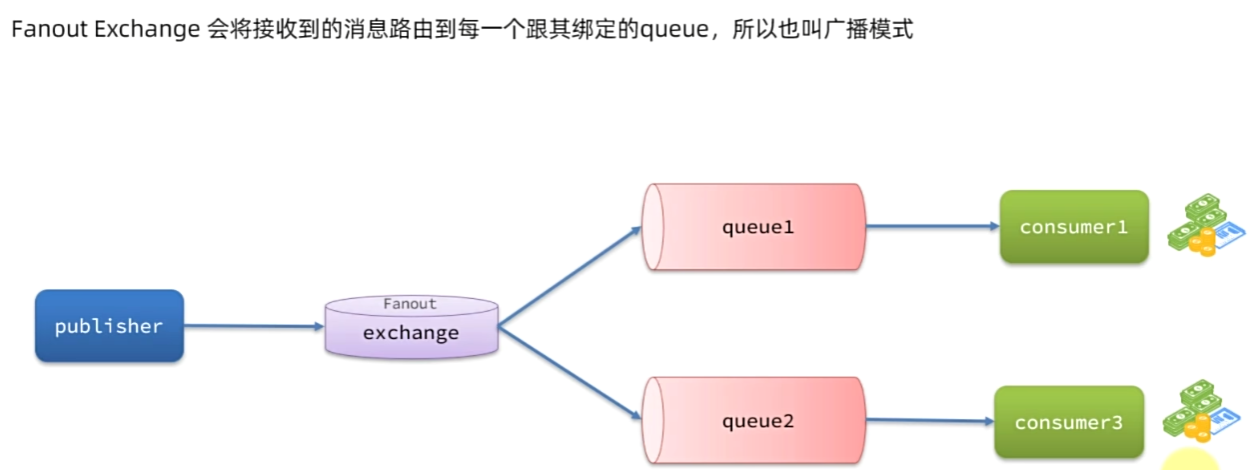 Fanout Exchange 会将接收到的消息路由到每一个跟其绑定的queue，所以也叫广播模式
queue1
consumer1
publisher
Fanout
exchange
queue2
consumer3